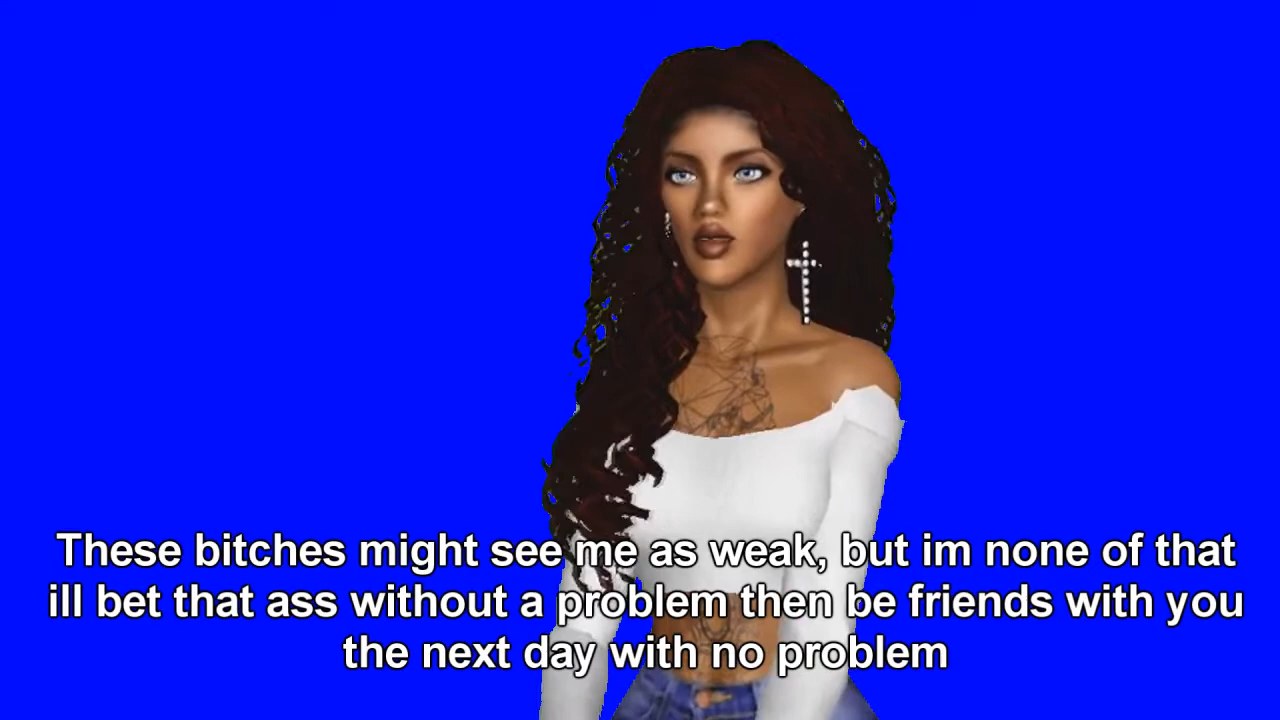 These bitches might see me as weak, but im none of that
ill bet that ass without a problem then be friends with you
the next day with no problem